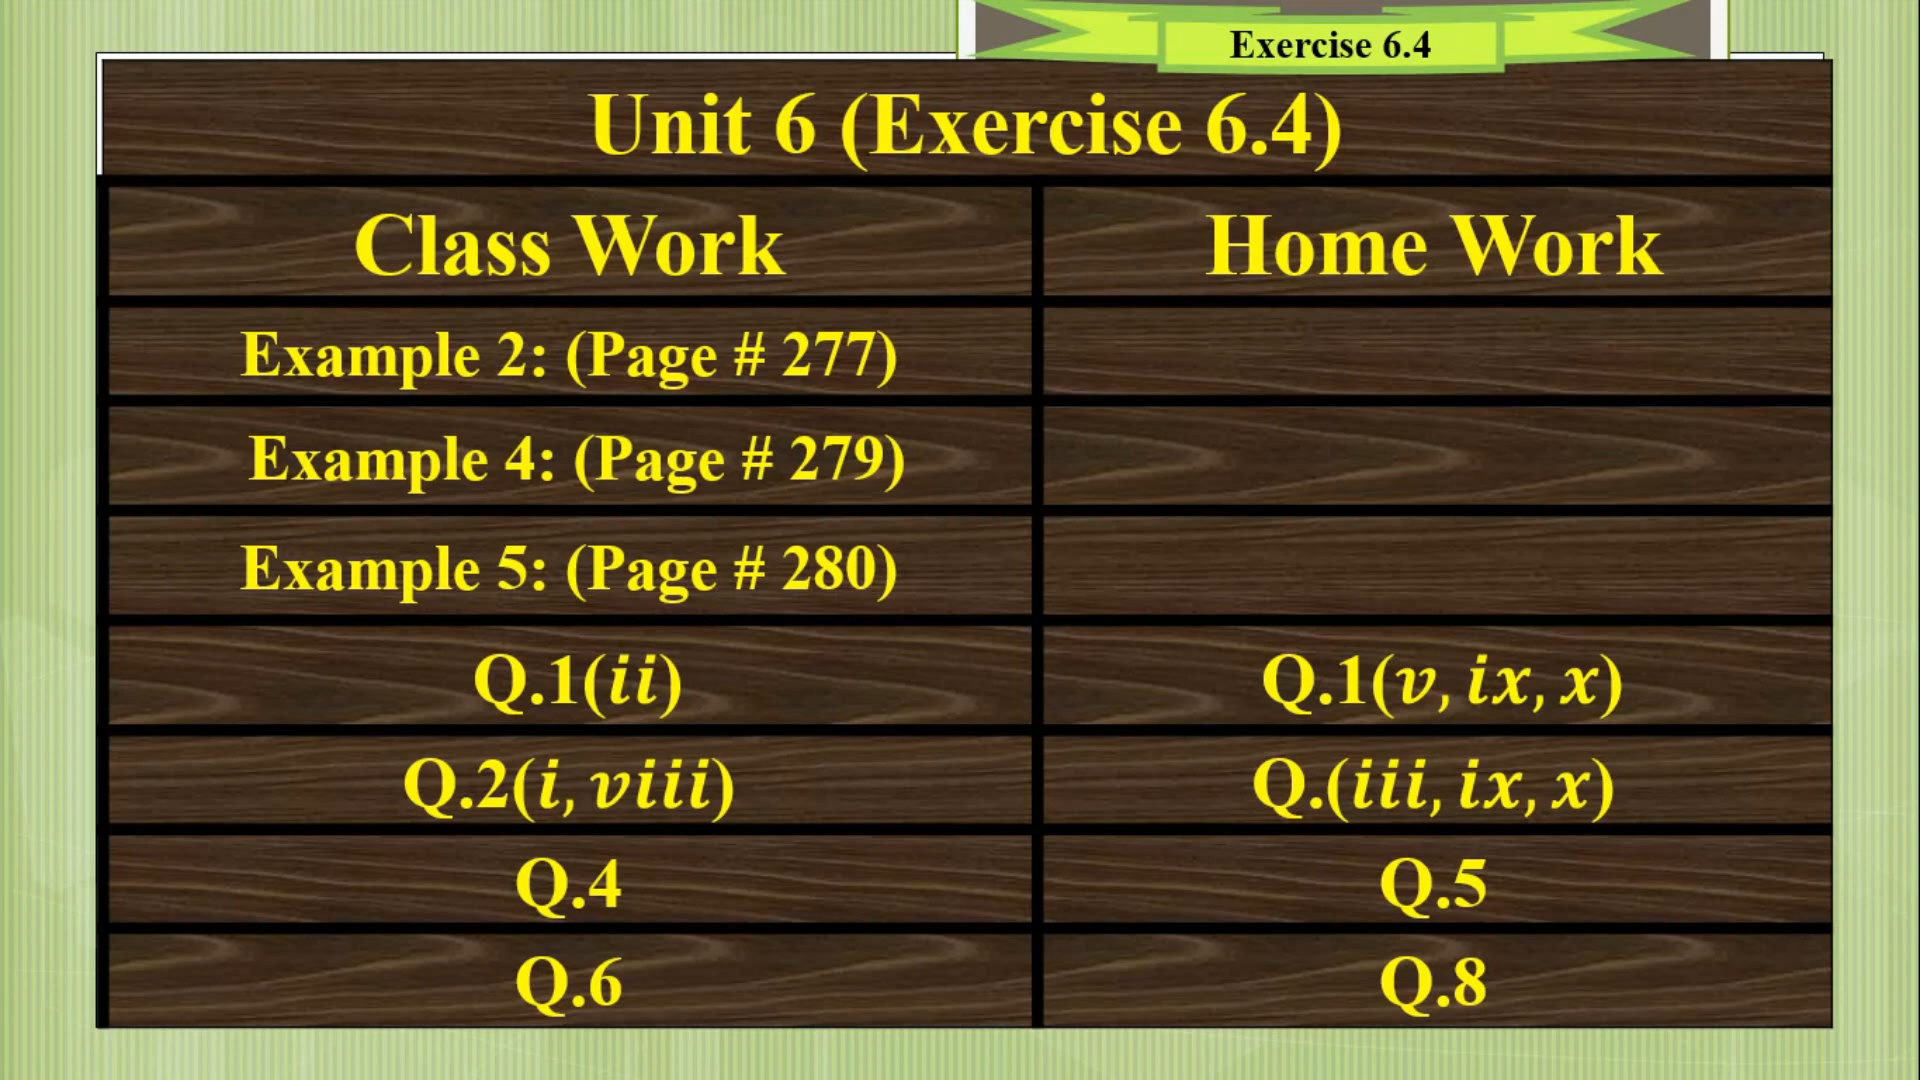 Exercise 6.4
Unit 6 (Exercise 6.4)
Class Work Home Work
Example 2: (Page # 277)
Example 4: (Page # 279)
Example 5: (Page # 280)
Q.1(ii) Q.1(v, ix, x)
Q.2(i, viii) Q.(iii, ix, x)
Q.4 Q.5
Q.6 Q.8